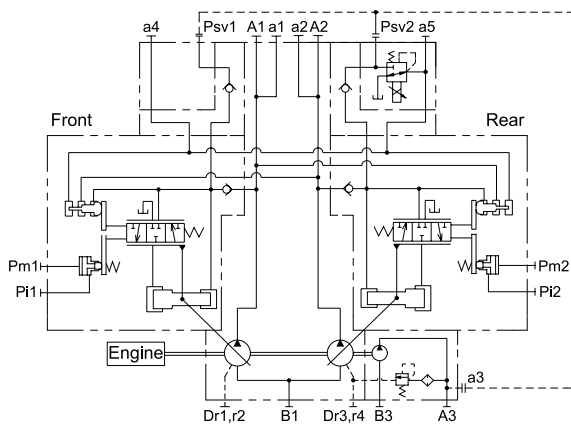 a4 Psv1 A1 a1 a2 A2 Psv2 a5
Front Rear
Pm1 Pm2
Pi1 Pi2
Engine
a3
Dr1,r2 B1 Dr3,r4 B3 A3